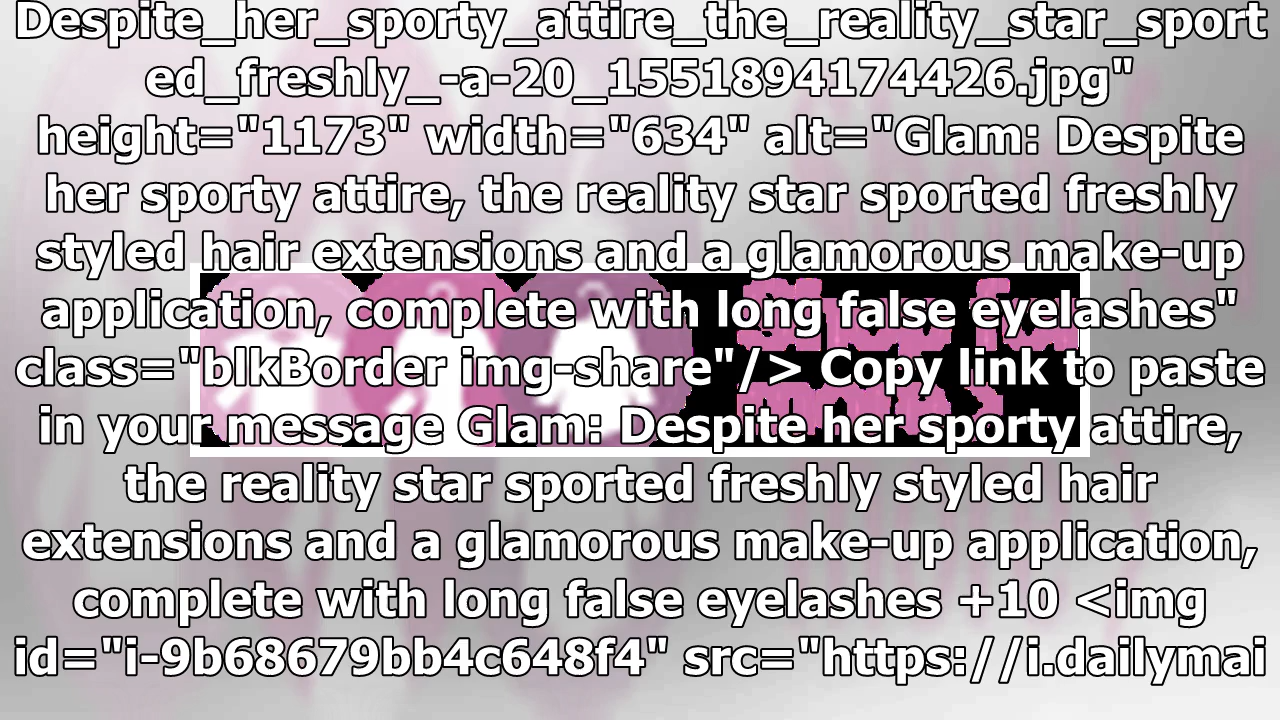 Despite_her_sporty_attire_the_reality_star_sport
ed_freshly_-a-20_1551894174426.jpg"
height="1173" width="634" alt="Glam: Despite
her sporty attire, the reality star sported freshly
styled hair extensions and a glamorous make-up
application, complete with long false eyelashes"
class="blkBorder img-share"/> Copy link to paste
in your message Glam: Despite her sporty attire,
the reality star sported freshly styled hair
extensions and a glamorous make-up application,
complete with long false eyelashes +10 <img
id="i-9b68679bb4c648f4" src="https://i.dailymai